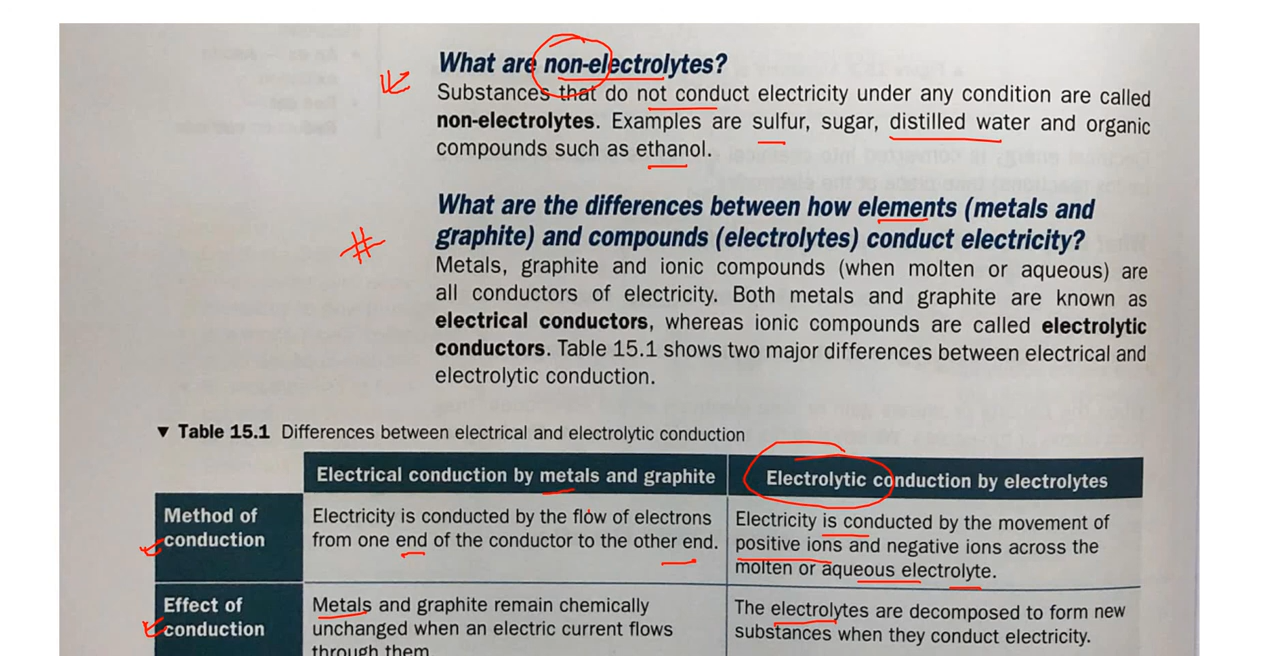 What are non-electrolytes?
Substances that do not conduct electricity under any condition are called
non-electrolytes. Examples are sulfur, sugar, distilled water and organic
compounds such as ethanol.
What are the differences between how elements (metals and
graphite) and compounds (electrolytes) conduct electricity?
Metals, graphite and ionic compounds (when molten or aqueous) are
all conductors of electricity. Both metals and graphite are known as
electrical conductors, whereas ionic compounds are called electrolytic
conductors. Table 15.1 shows two major differences between electrical and
electrolytic conduction.
▼ Table 15.1 Differences between electrical and electrolytic conduction
Electrical conduction by metals and graphite
Electrolytic conduction by electrolytes
Method of
conduction
Electricity is conducted by the flow of electrons
from one end of the conductor to the other end.
Electricity is conducted by the movement of
positive ions and negative ions across the
molten or aqueous electrolyte.
Effect of
conduction
Metals and graphite remain chemically
unchanged when an electric current flows
through them
The electrolytes are decomposed to form new
substances when they conduct electricity.